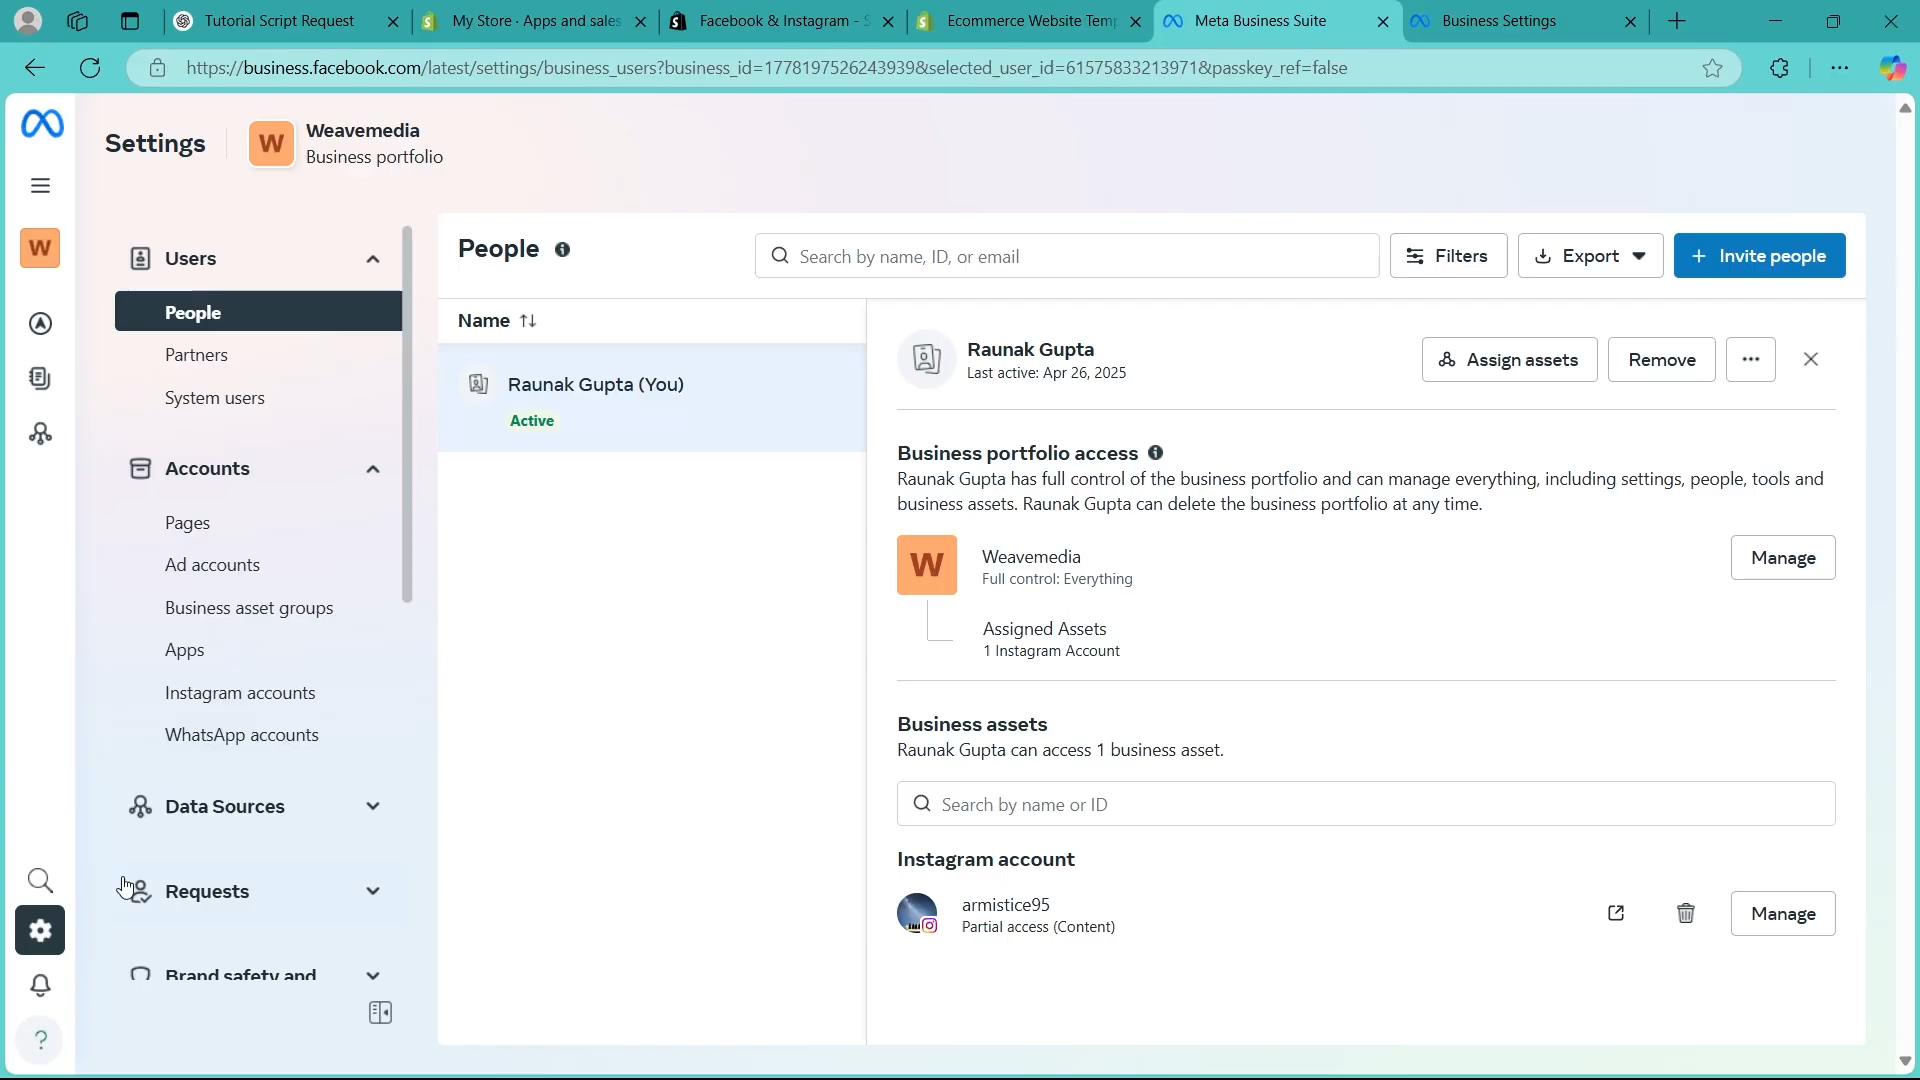 Tutorial Script Request
My Store · Apps and sales
Facebook & Instagram - S
Ecommerce Website Temp
Meta Business Suite
Business Settings
https://business.facebook.com/latest/settings/business_users?business_id=1778197526243939&selected_user_id=61575833213971&passkey_ref=false
Settings
W
Weavemedia
Business portfolio
W
Users
People
Partners
System users
Accounts
Pages
Ad accounts
Business asset groups
Apps
Instagram accounts
WhatsApp accounts
Data Sources
Requests
Brand safety and
?
People
Search by name, ID, or email
Filters
Export
+ Invite people
Name
Raunak Gupta (You)
Active
Raunak Gupta
Last active: Apr 26, 2025
Assign assets
Remove
Business portfolio access
Raunak Gupta has full control of the business portfolio and can manage everything, including settings, people, tools and
business assets. Raunak Gupta can delete the business portfolio at any time.
W
Weavemedia
Full control: Everything
Manage
Assigned Assets
1 Instagram Account
Business assets
Raunak Gupta can access 1 business asset.
Search by name or ID
Instagram account
armistice95
Partial access (Content)
Manage